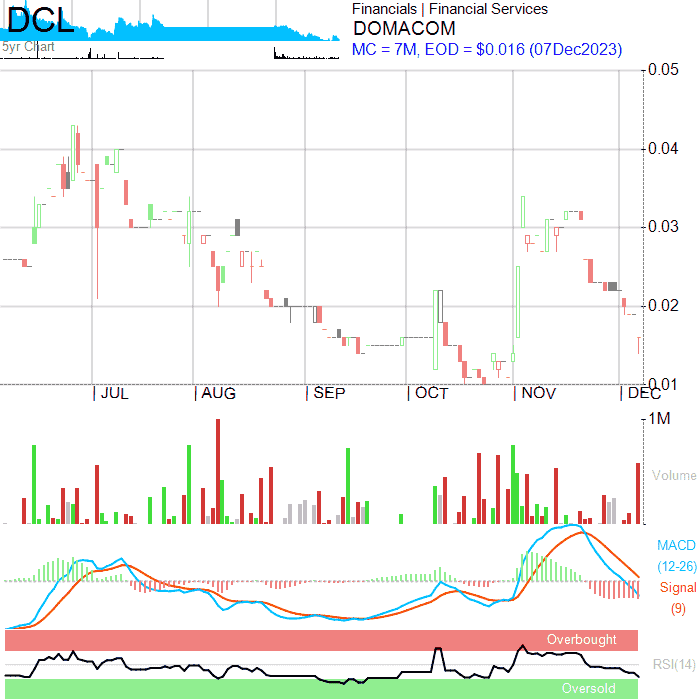 DCL
5yr Chart
Financials | Financial Services
DOMACOM
MC = 7M, EOD = $0.016 (07Dec2023)
0.05
0.04
0.03
0.02
0.01
JUL AUG SEP OCT NOV DEC
1M
Volume
MACD
(12-26)
Signal
(9)
Overbought
RSI(14)
Oversold